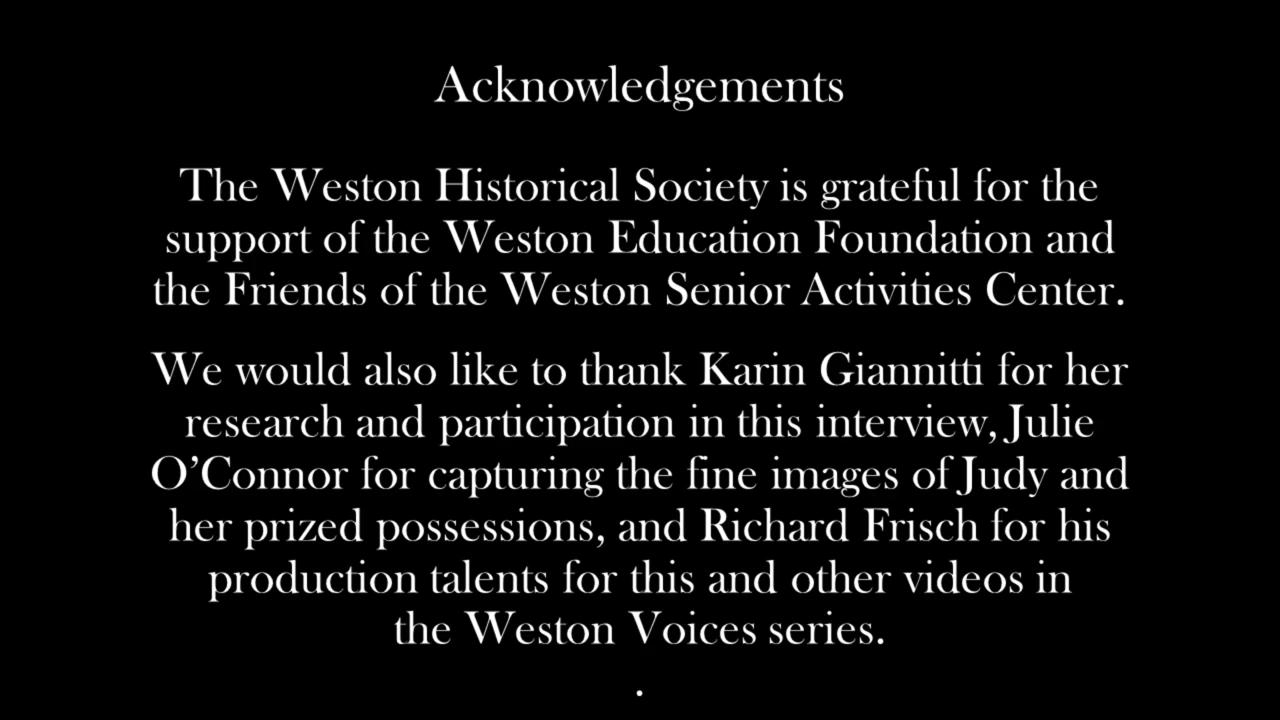 Acknowledgements
The Weston Historical Society is grateful for the
support of the Weston Education Foundation and
the Friends of the Weston Senior Activities Center.
We would also like to thank Karin Giannitti for her
research and participation in this interview, Julie
O’Connor for capturing the fine images of Judy and
her prized possessions, and Richard Frisch for his
production talents for this and other videos in
the Weston Voices series.
.